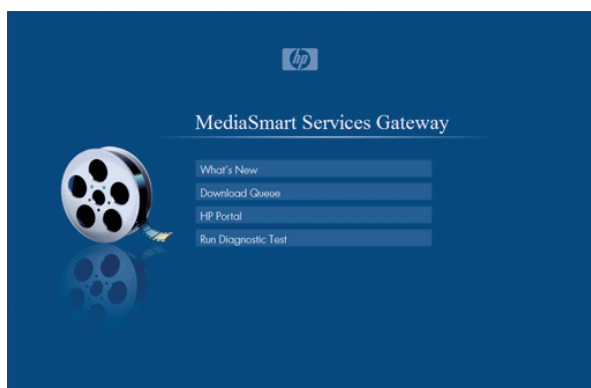 hp
MediaSmart Services Gateway
What's New
Download Queue
HP Portal
Run Diagnostic Test